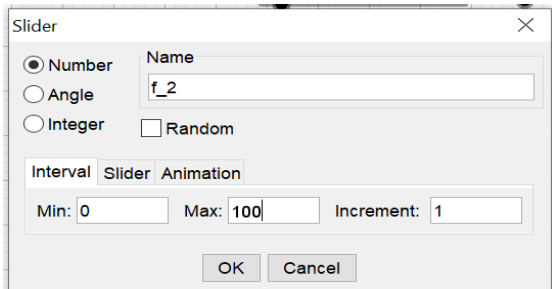 Slider
Number
Name
f_2
Angle
Integer
Random
Interval Slider Animation
Min: 0 Max: 100 Increment: 1
OK Cancel